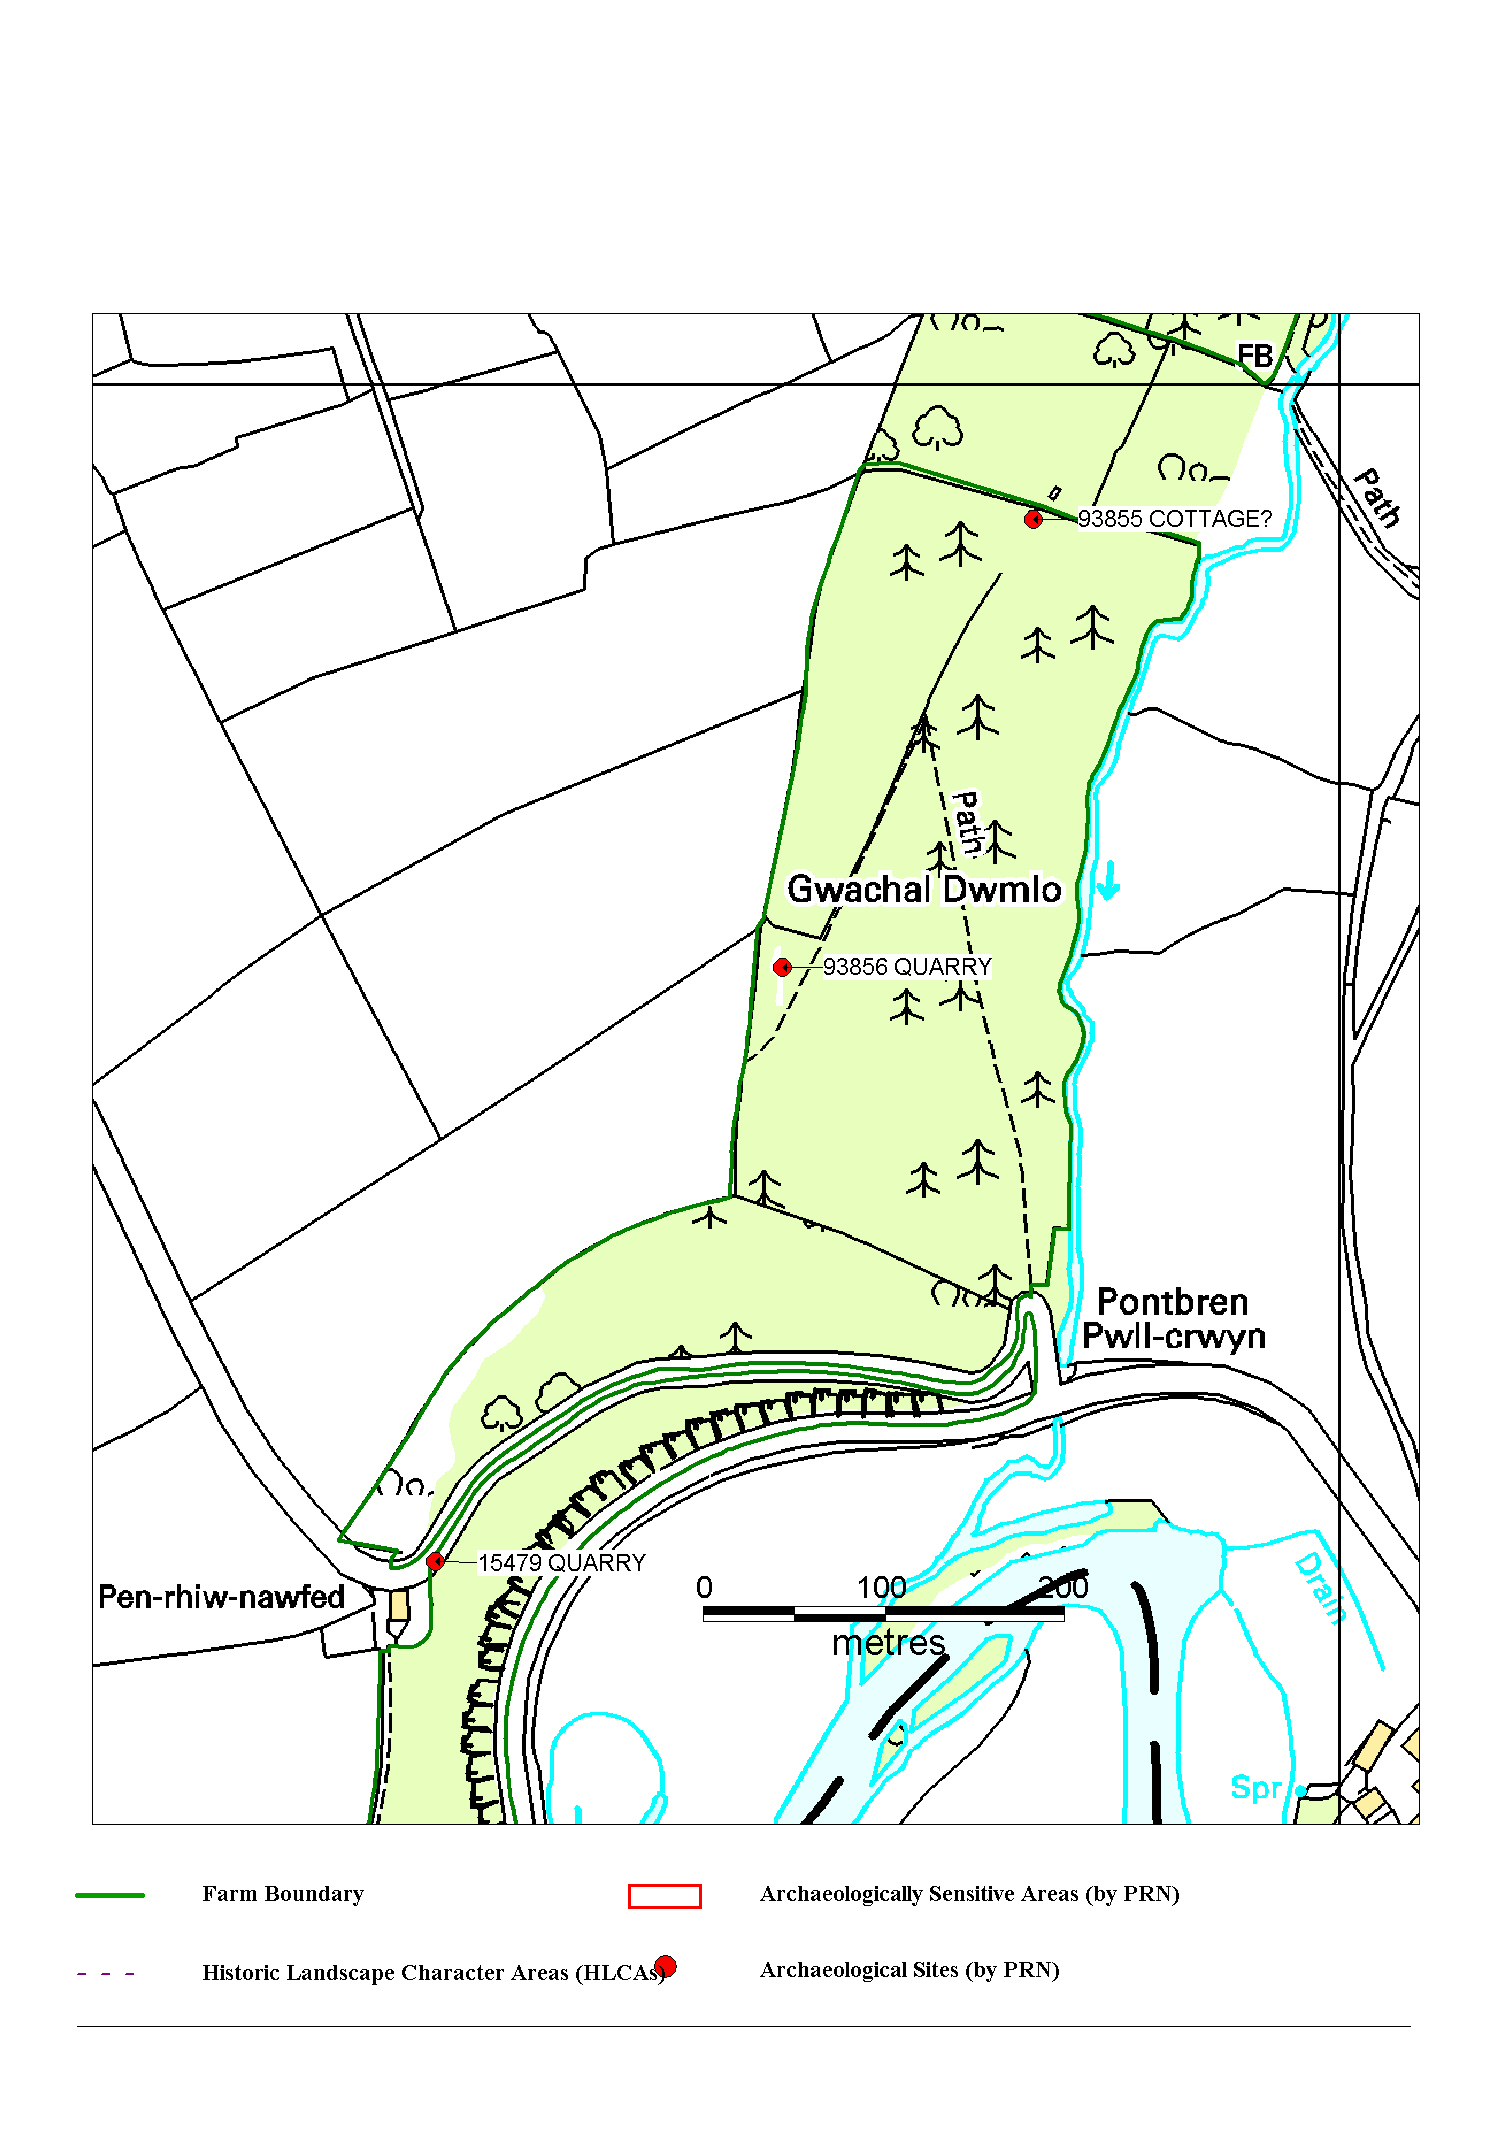 FB
Path
93855 COTTAGE?
Path
Gwachal Dwmlo
93856 QUARRY
Pontbren
Pwll-crwyn
15479 QUARRY
Pen-rhiw-nawfed
0 100 200
metres
Drain
Spr
Farm Boundary
Archaeologically Sensitive Areas (by PRN)
Historic Landscape Character Areas (HLCAs)
Archaeological Sites (by PRN)